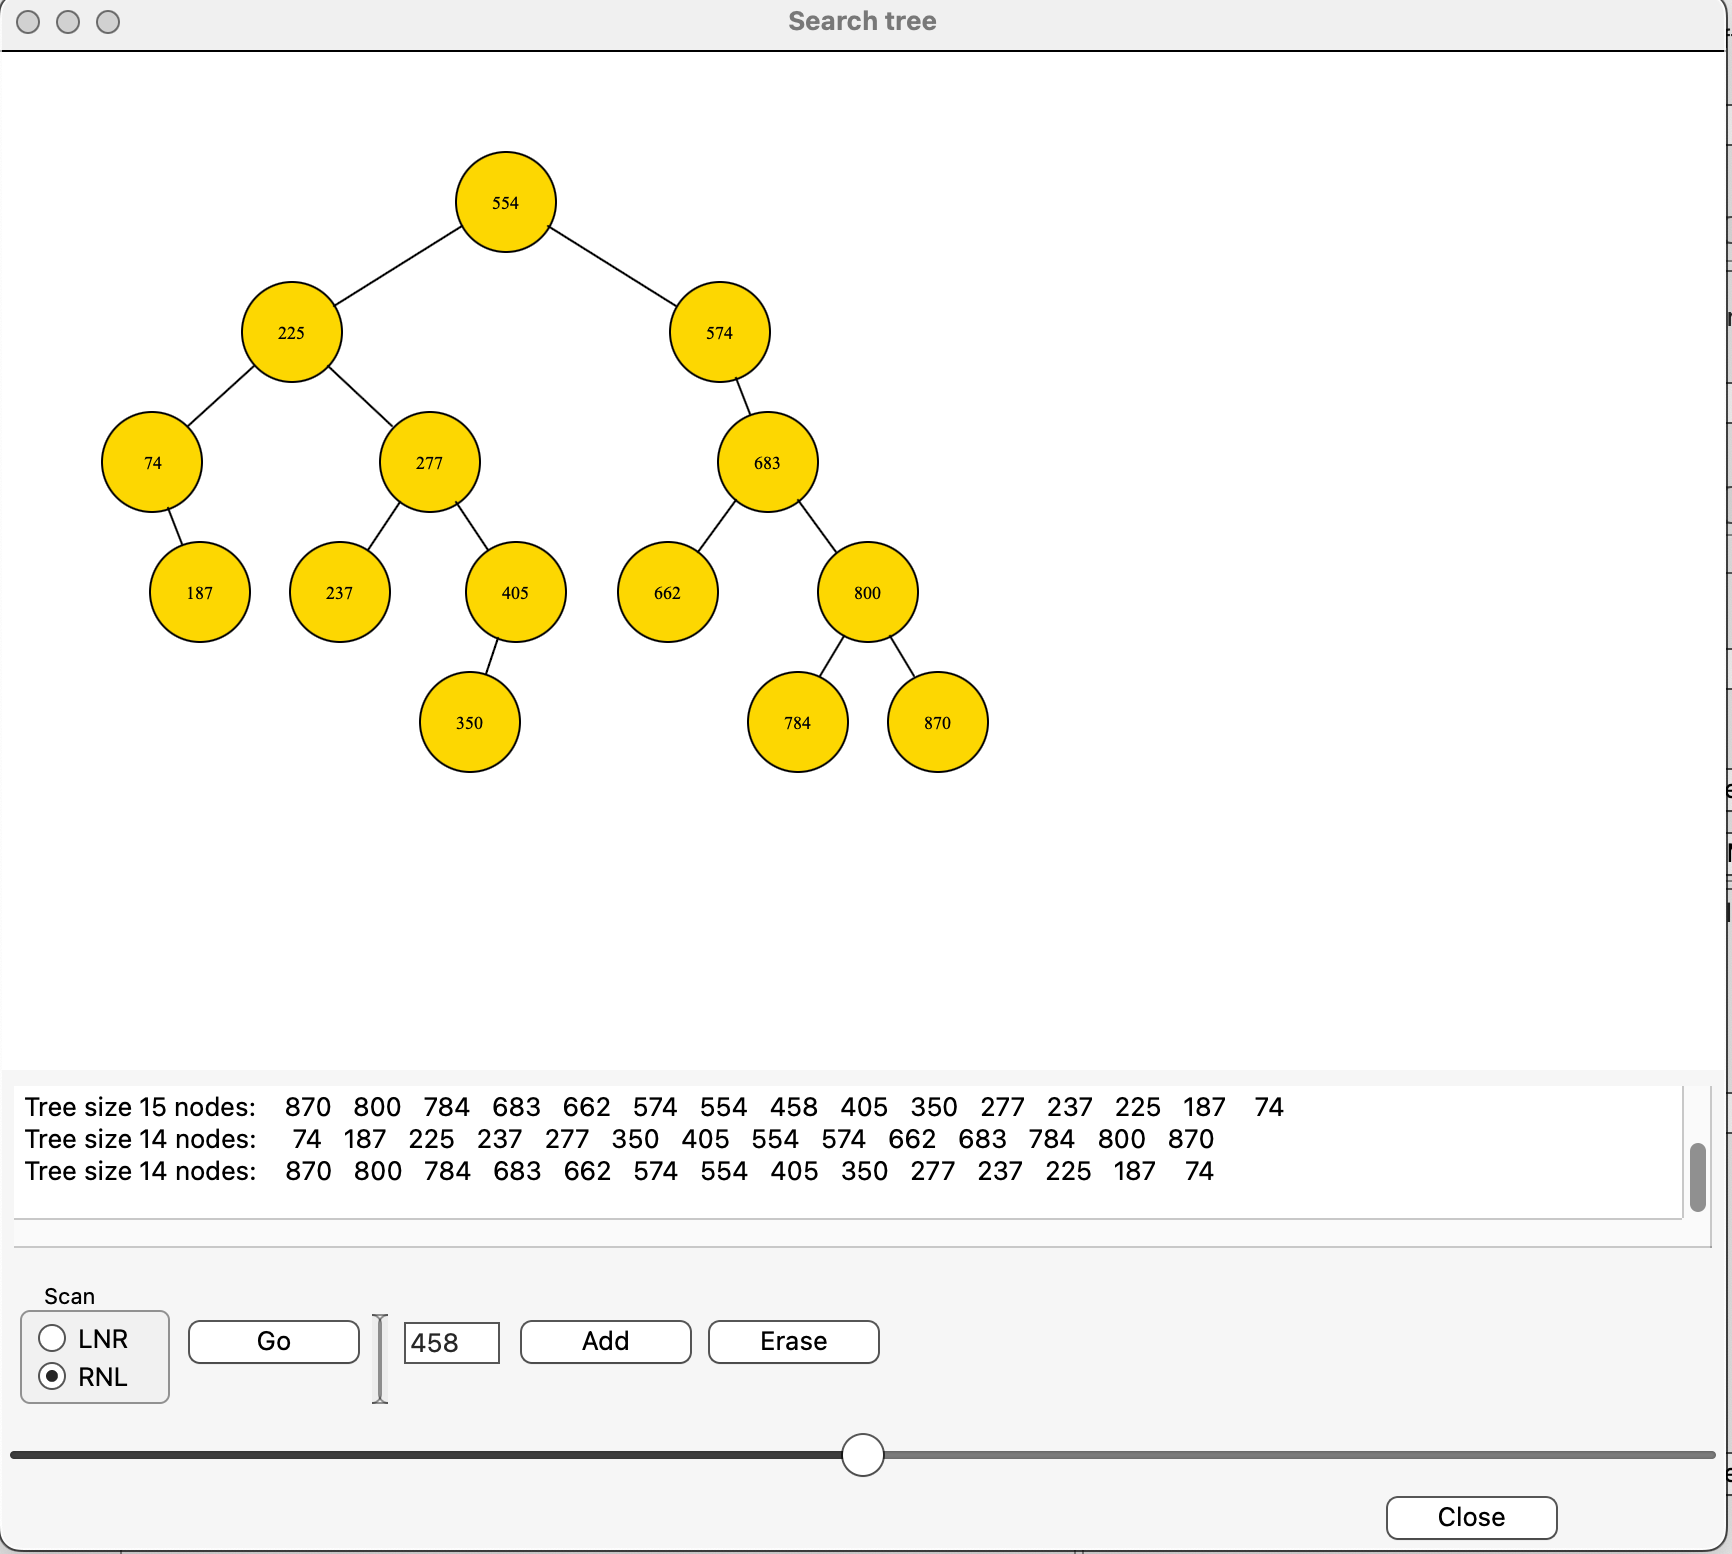 Search tree
554
225 574
74 277 683
187 237 405 662 800
350 784 870
Tree size 15 nodes: 870 800 784 683 662 574 554 458 405 350 277 237 225 187 74
Tree size 14 nodes: 74 187 225 237 277 350 405 554 574 662 683 784 800 870
Tree size 14 nodes: 870 800 784 683 662 574 554 405 350 277 237 225 187 74
Scan
LNR
RNL
Go
458
Add
Erase
Close